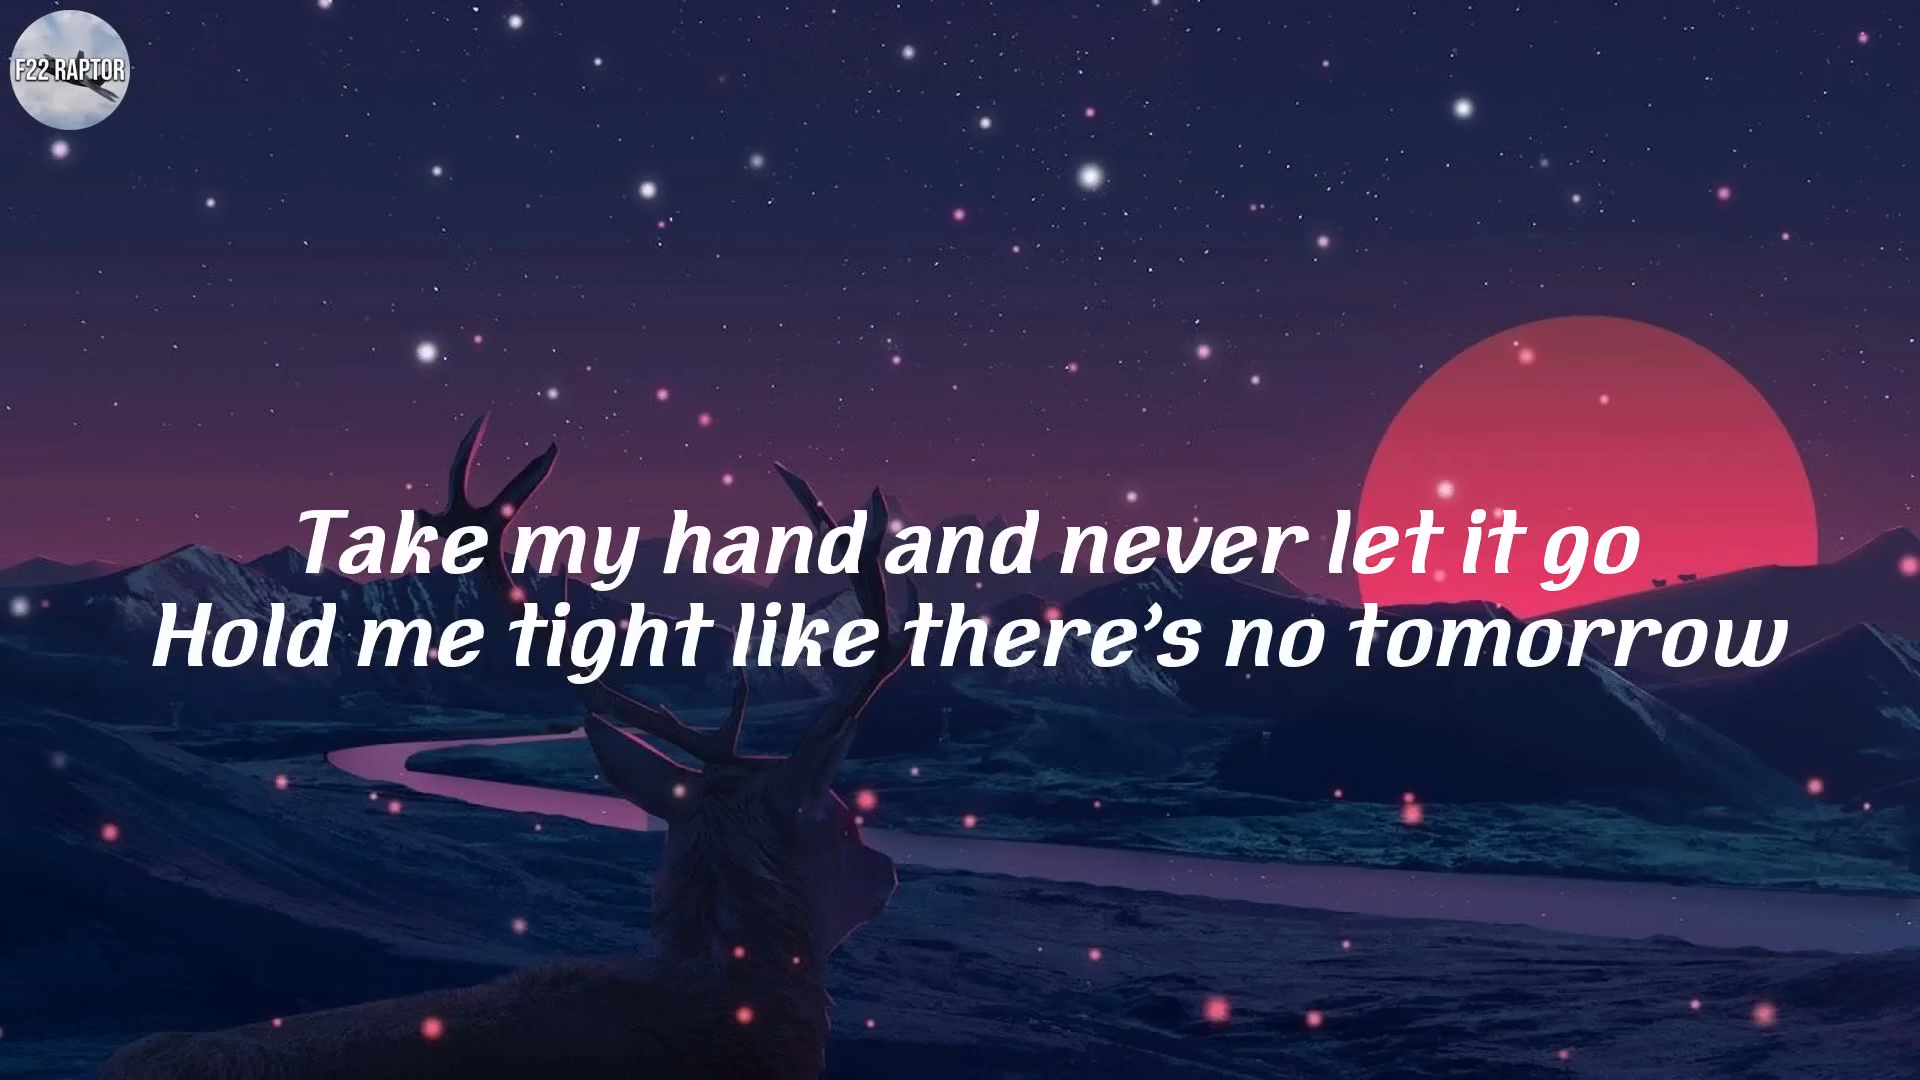 F22 RAPTOR
Take my hand and never let it go
Hold me tight like there's no tomorrow